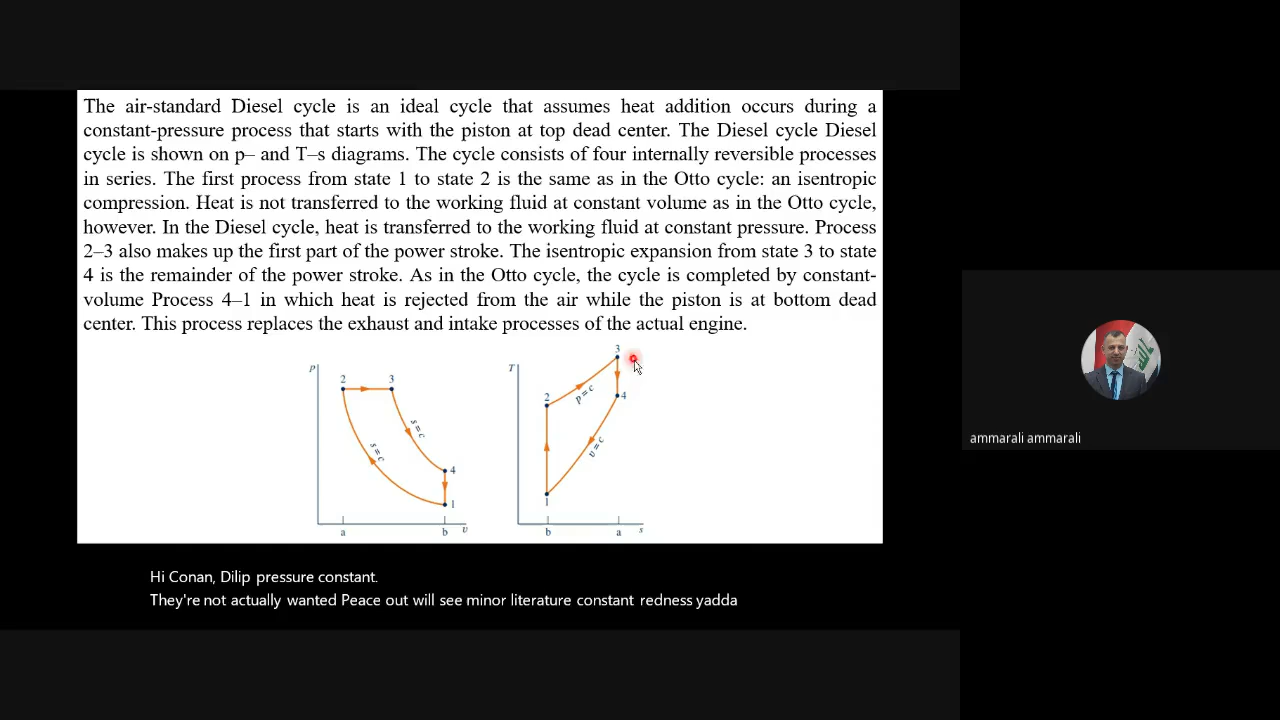 The air-standard Diesel cycle is an ideal cycle that assumes heat addition occurs during a
constant-pressure process that starts with the piston at top dead center. The Diesel cycle Diesel
cycle is shown on p– and T–s diagrams. The cycle consists of four internally reversible processes
in series. The first process from state 1 to state 2 is the same as in the Otto cycle: an isentropic
compression. Heat is not transferred to the working fluid at constant volume as in the Otto cycle,
however. In the Diesel cycle, heat is transferred to the working fluid at constant pressure. Process
2–3 also makes up the first part of the power stroke. The isentropic expansion from state 3 to state
4 is the remainder of the power stroke. As in the Otto cycle, the cycle is completed by constant-
volume Process 4–1 in which heat is rejected from the air while the piston is at bottom dead
center. This process replaces the exhaust and intake processes of the actual engine.
p
2
3
s = c
s = c
4
1
a
b
v
T
3
2
p = c
4
v = c
1
b
a
s
ammarali ammarali
Hi Conan, Dilip pressure constant.
They're not actually wanted Peace out will see minor literature constant redness yadda